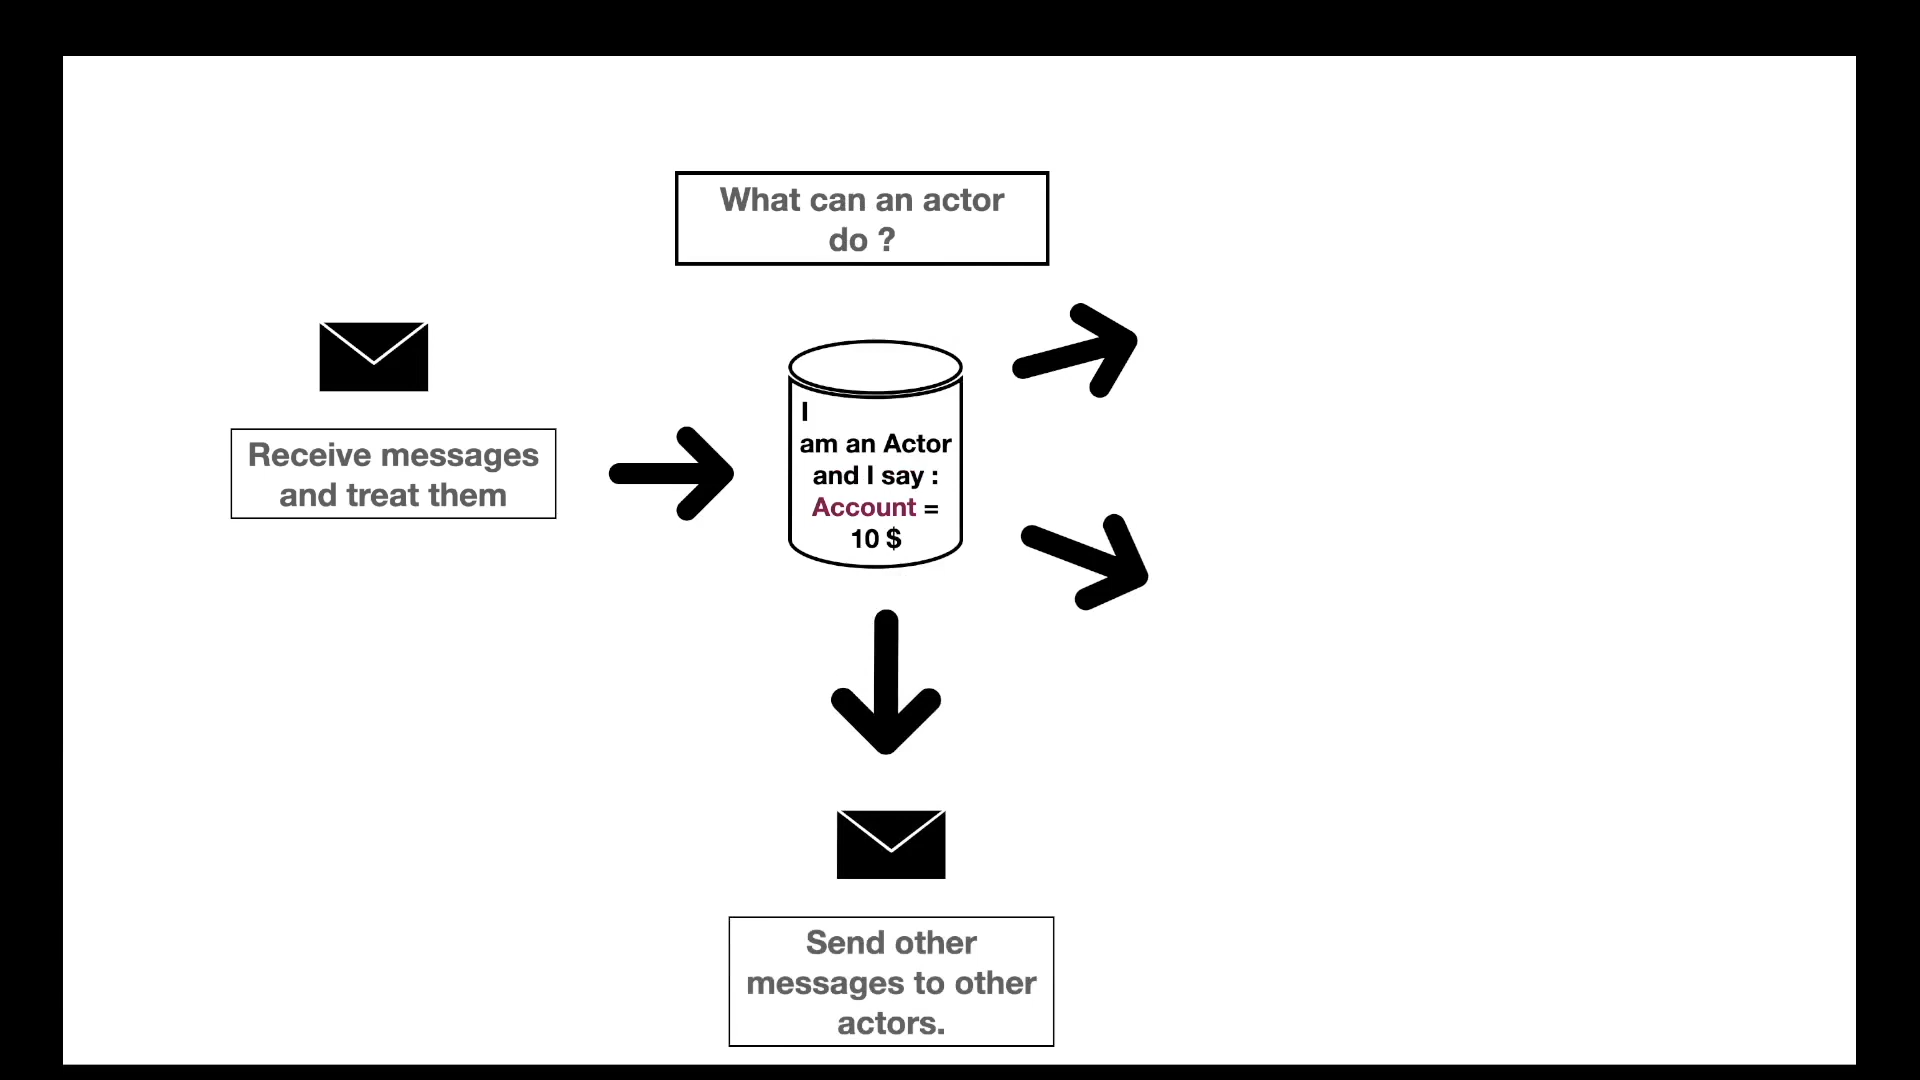 What can an actor
do ?
Receive messages
and treat them
I
am an Actor
and I say :
Account =
10 $
Send other
messages to other
actors.